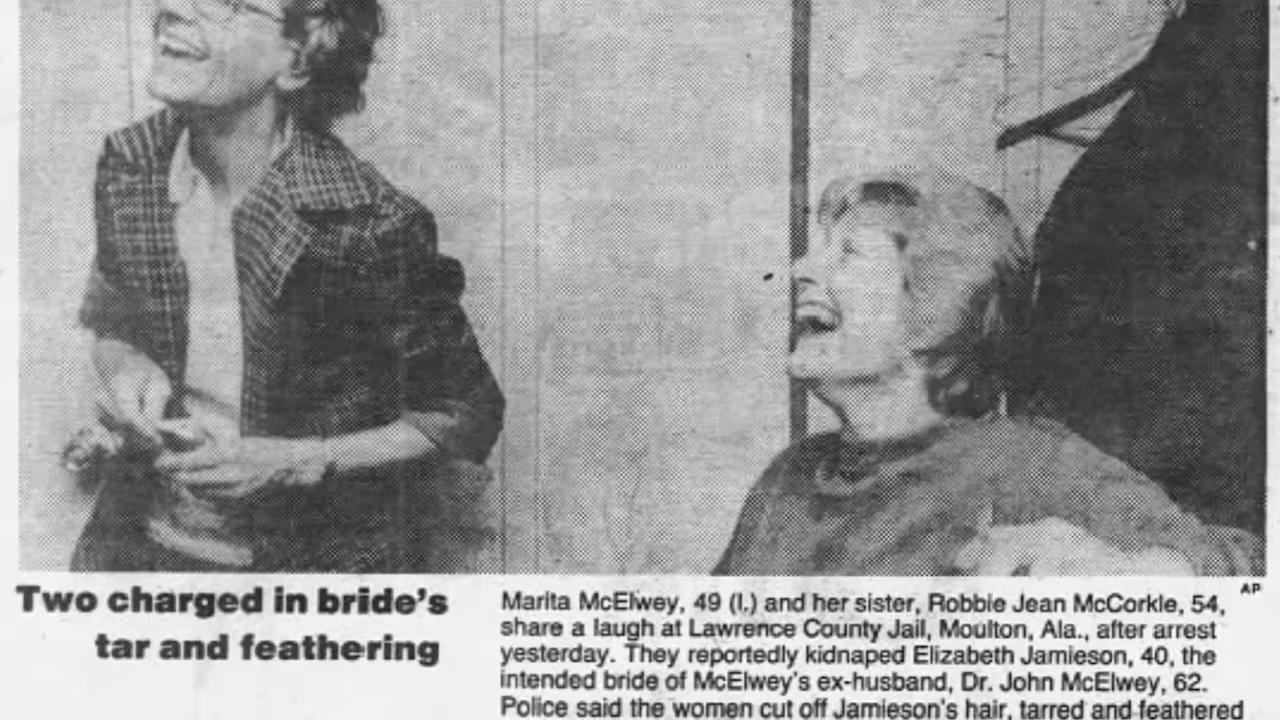 AP
Two charged in bride's
tar and feathering
Marita McElwey, 49 (l.) and her sister, Robbie Jean McCorkle, 54,
share a laugh at Lawrence County Jail, Moulton, Ala., after arrest
yesterday. They reportedly kidnaped Elizabeth Jamieson, 40, the
intended bride of McElwey's ex-husband, Dr. John McElwey, 62.
Police said the women cut off Jamieson's hair, tarred and feathered